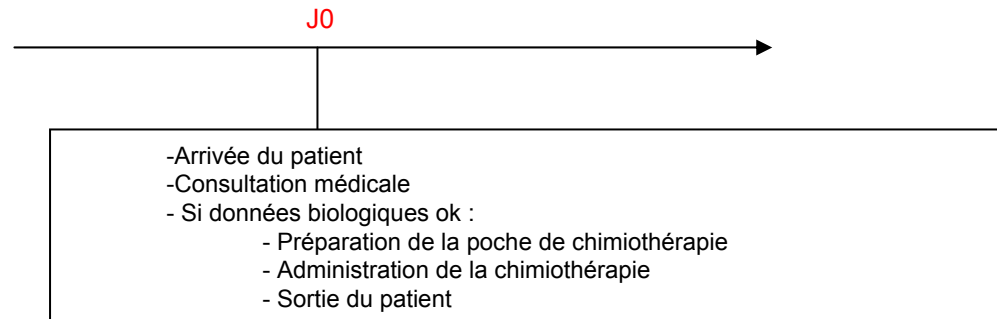 J0
-Arrivée du patient
-Consultation médicale
- Si données biologiques ok :
- Préparation de la poche de chimiothérapie
- Administration de la chimiothérapie
- Sortie du patient